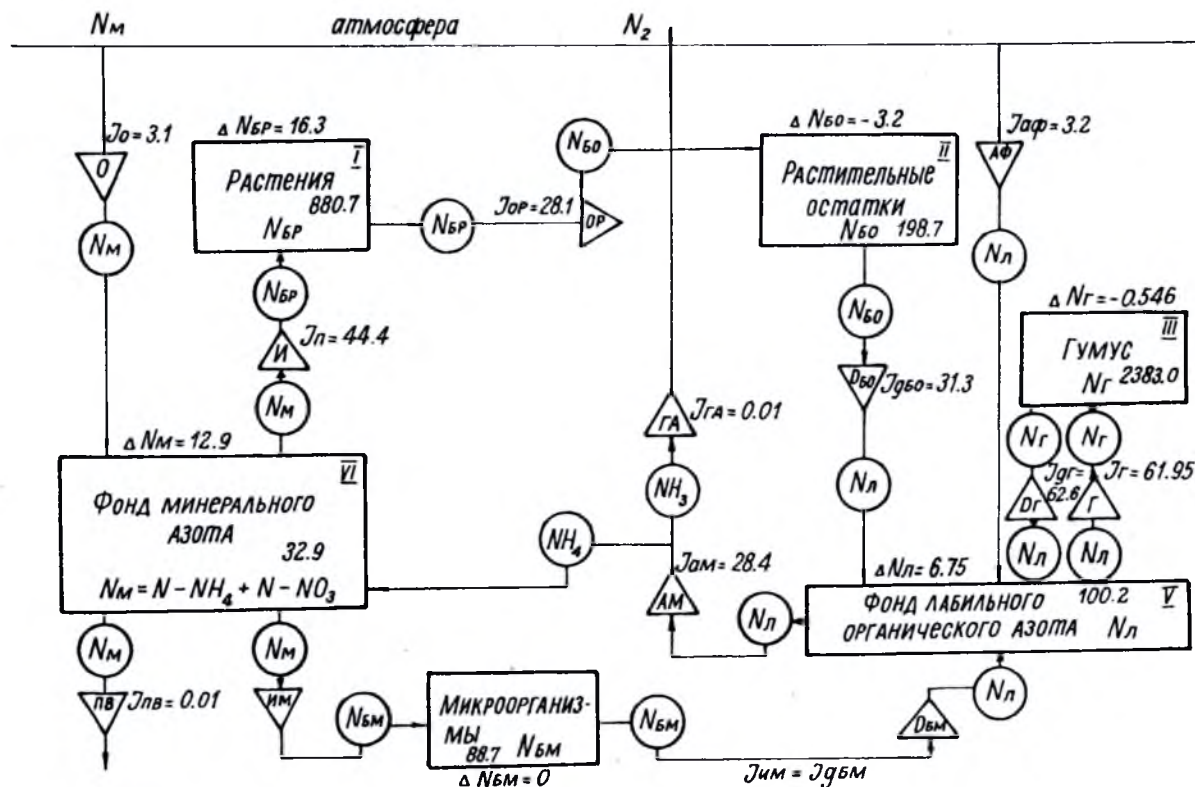 Nм атмосфера N₂
Jо = 3.1
О
Nм
Δ NБР = 16.3
I
Растения
880.7
NБР
NБР
Jп = 44.4
И
Nм
NБР
JОР = 28.1
ОР
NБО
Δ NБО = - 3.2
II
Растительные
остатки
NБО 198.7
NБО
DБО
JдБО = 31.3
Nл
Jаф = 3.2
АФ
Nл
Δ Nг = - 0.546
III
Гумус
Nг 2383.0
Nг
Nг
Jдг =
62.6
Jг = 61.95
Dг
Г
Nл
Nл
Δ Nм = 12.9
VI
Фонд минерального
азота
32.9
Nм = N – NH₄ + N – NO₃
JГА = 0.01
ГА
NH₃
NH₄
Jам = 28.4
АМ
Nл
Δ Nл = 6.75
Фонд лабильного 100.2 V
органического азота Nл
Nм
ПВ
Jпв = 0.01
Nм
ИМ
NБМ
Микроорганиз-
мы
88.7 NБМ
Δ NБМ = 0
NБМ
DБМ
Nл
Jим = JдБМ